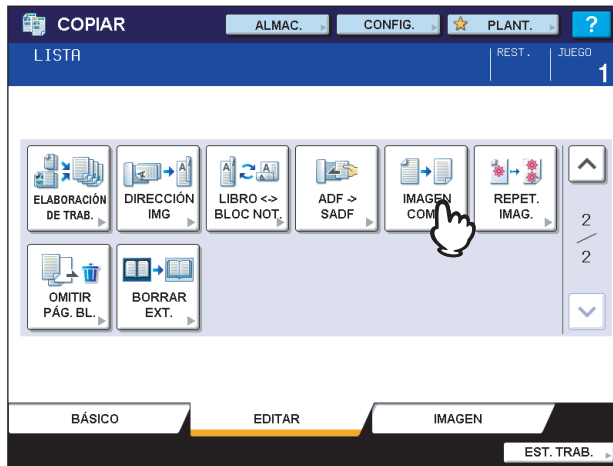 COPIAR
ALMAC.
CONFIG.
PLANT.
?
LISTA
REST.
JUEGO
1
ELABORACIÓN
DE TRAB.
DIRECCIÓN
IMG
LIBRO <->
BLOC NOT.
ADF ->
SADF
IMAGEN
COM
REPET.
IMAG.
2
2
OMITIR
PÁG. BL.
BORRAR
EXT.
BÁSICO
EDITAR
IMAGEN
EST. TRAB.